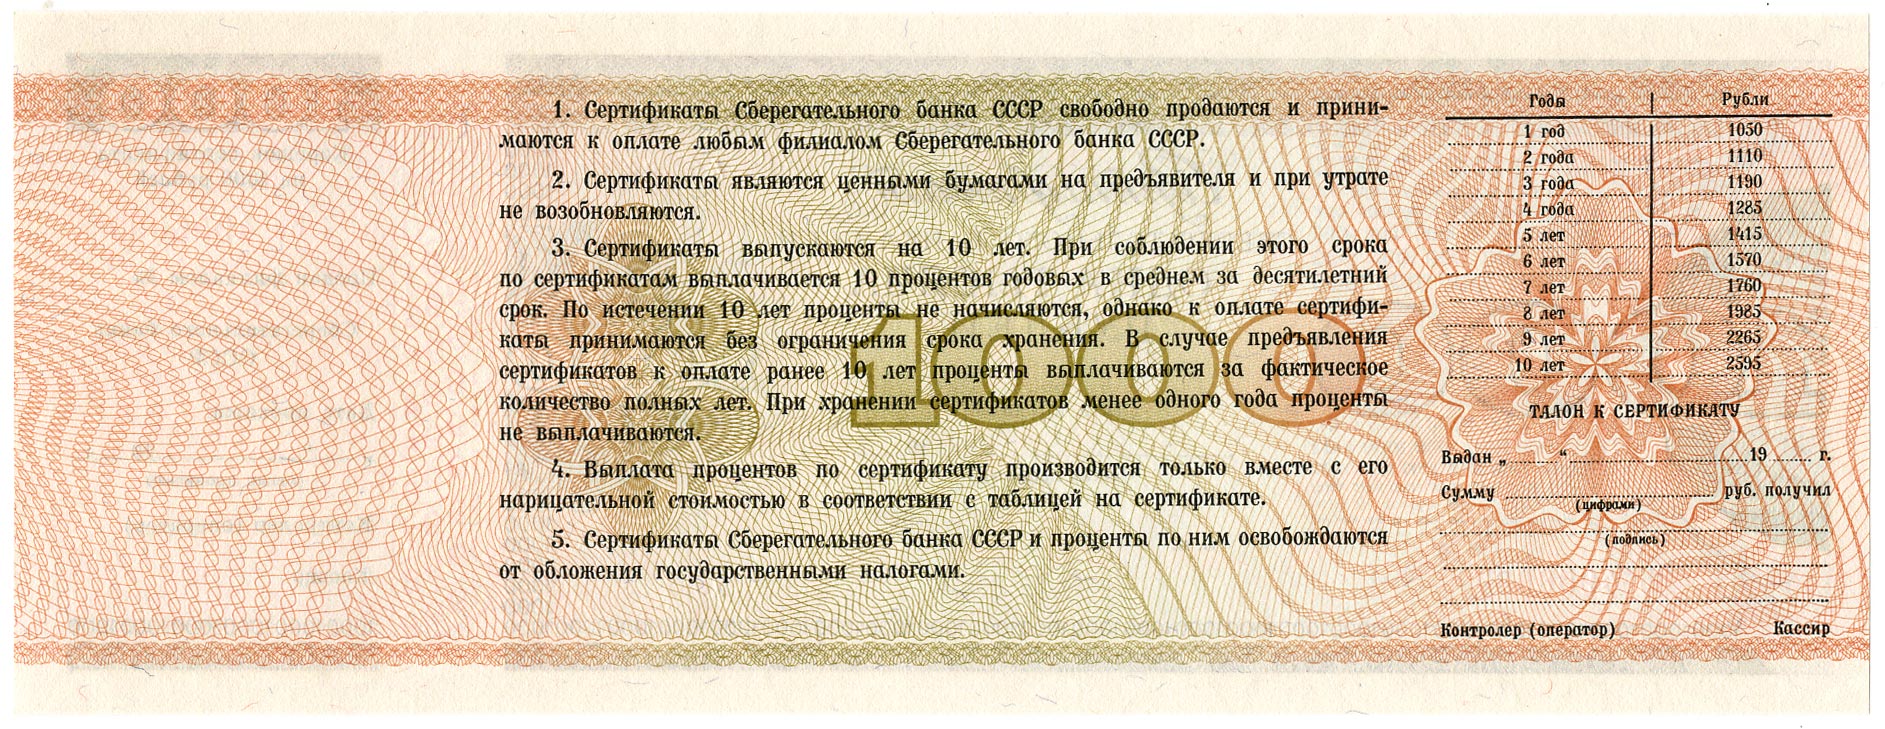 1. Сертификаты Сберегательного банка СССР свободно продаются и прини-
маются к оплате любым филиалом Сберегательного банка СССР.
2. Сертификаты являются ценными бумагами на предъявителя и при утрате
не возобновляются.
3. Сертификаты выпускаются на 10 лет. При соблюдении этого срока
по сертификатам выплачивается 10 процентов годовых в среднем за десятилетний
срок. По истечении 10 лет проценты не начисляются, однако к оплате сертифи-
каты принимаются без ограничения срока хранения. В случае предъявления
сертификатов к оплате ранее 10 лет проценты выплачиваются за фактическое
количество полных лет. При хранении сертификатов менее одного года проценты
не выплачиваются.
4. Выплата процентов по сертификату производится только вместе с его
нарицательной стоимостью в соответствии с таблицей на сертификате.
5. Сертификаты Сберегательного банка СССР и проценты по ним освобождаются
от обложения государственными налогами.
1000
Годы Рубли
1 год 1050
2 года 1110
3 года 1190
4 года 1285
5 лет 1415
6 лет 1570
7 лет 1760
8 лет 1985
9 лет 2265
10 лет 2595
ТАЛОН К СЕРТИФИКАТУ
Выдан „ “ 19 г.
Сумму руб. получил
(цифрами)
(подпись)
Контролер (оператор) Кассир